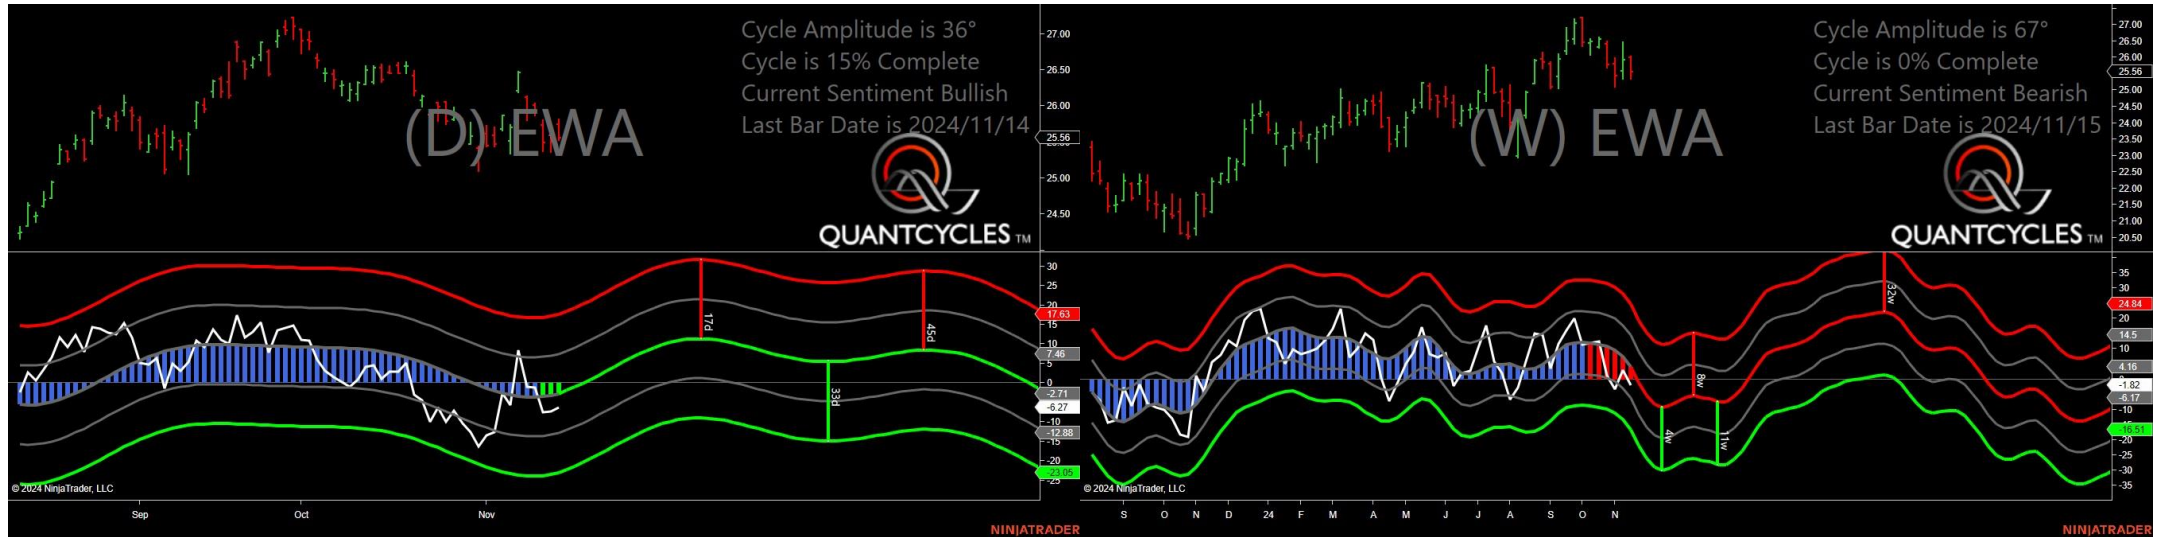 Cycle Amplitude is 36°
Cycle is 15% Complete
Current Sentiment Bullish
Last Bar Date is 2024/11/14
(D) EWA
QUANTCYCLES TM
27.00
26.50
26.00
25.56
25.00
24.50
30
25
20
17.63
15
10
7.46
5
0
-2.71
-6.27
-10
-12.88
-15
-20
-23.05
-25
17d
33d
45d
© 2024 NinjaTrader, LLC
Sep Oct Nov
NINJATRADER
Cycle Amplitude is 67°
Cycle is 0% Complete
Current Sentiment Bearish
Last Bar Date is 2024/11/15
(W) EWA
QUANTCYCLES TM
27.00
26.50
26.00
25.56
25.00
24.50
24.00
23.50
23.00
22.50
22.00
21.50
21.00
20.50
35
30
24.84
20
14.5
10
4.16
-1.82
-6.17
-10
-16.51
-20
-25
-30
-35
4w
8w
11w
32w
© 2024 NinjaTrader, LLC
S O N D 24 F M A M J J A S O N
NINJATRADER